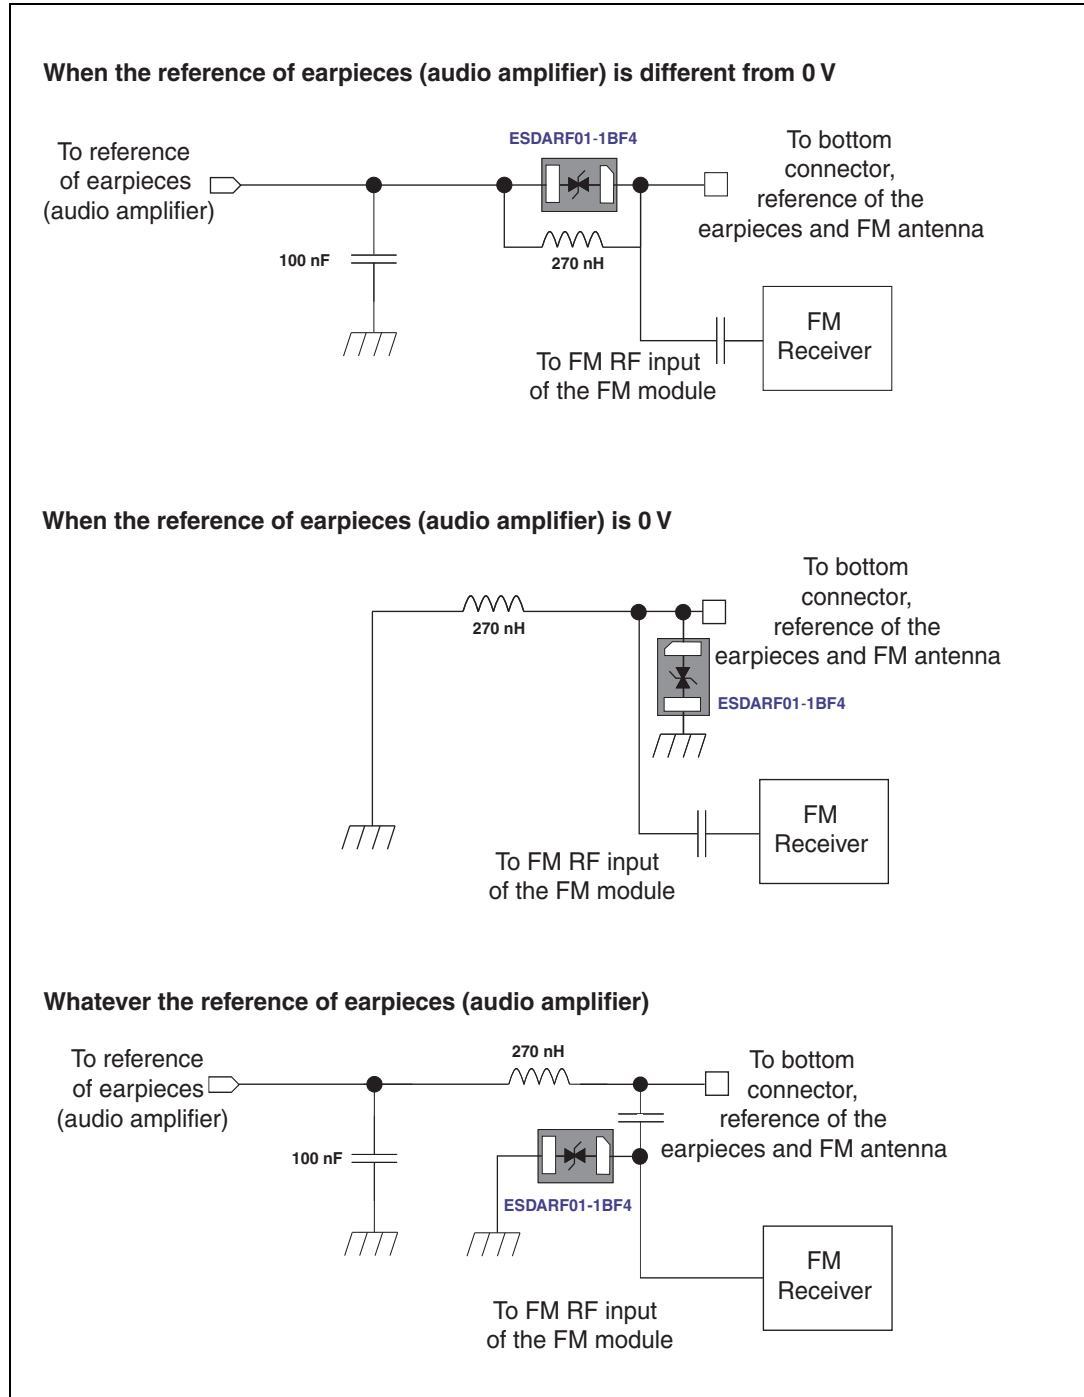 When the reference of earpieces (audio amplifier) is different from 0 V
ESDARF01-1BF4
To reference
of earpieces
(audio amplifier)
To bottom
connector,
reference of the
earpieces and FM antenna
100 nF
270 nH
FM
Receiver
To FM RF input
of the FM module
When the reference of earpieces (audio amplifier) is 0 V
270 nH
To bottom
connector,
reference of the
earpieces and FM antenna
ESDARF01-1BF4
FM
Receiver
To FM RF input
of the FM module
Whatever the reference of earpieces (audio amplifier)
To reference
of earpieces
(audio amplifier)
270 nH
To bottom
connector,
reference of the
earpieces and FM antenna
100 nF
ESDARF01-1BF4
FM
Receiver
To FM RF input
of the FM module